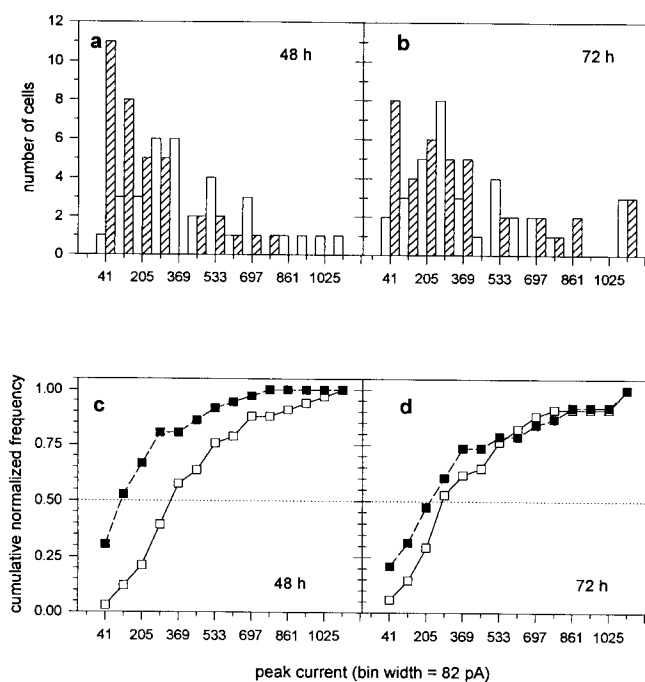 12
10
8
6
4
2
0
number of cells
a
48 h
b
72 h
41 205 369 533 697 861 1025
41 205 369 533 697 861 1025
1.00
0.75
0.50
0.25
0.00
cumulative normalized frequency
c
48 h
d
72 h
41 205 369 533 697 861 1025
41 205 369 533 697 861 1025
peak current (bin width = 82 pA)